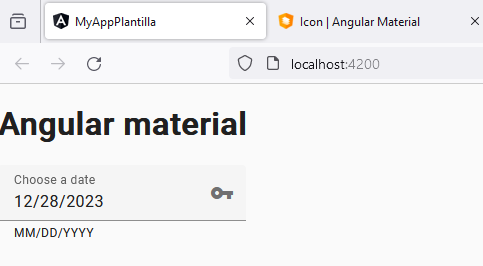 MyAppPlantilla
Icon | Angular Material
localhost:4200
Angular material
Choose a date
12/28/2023
MM/DD/YYYY